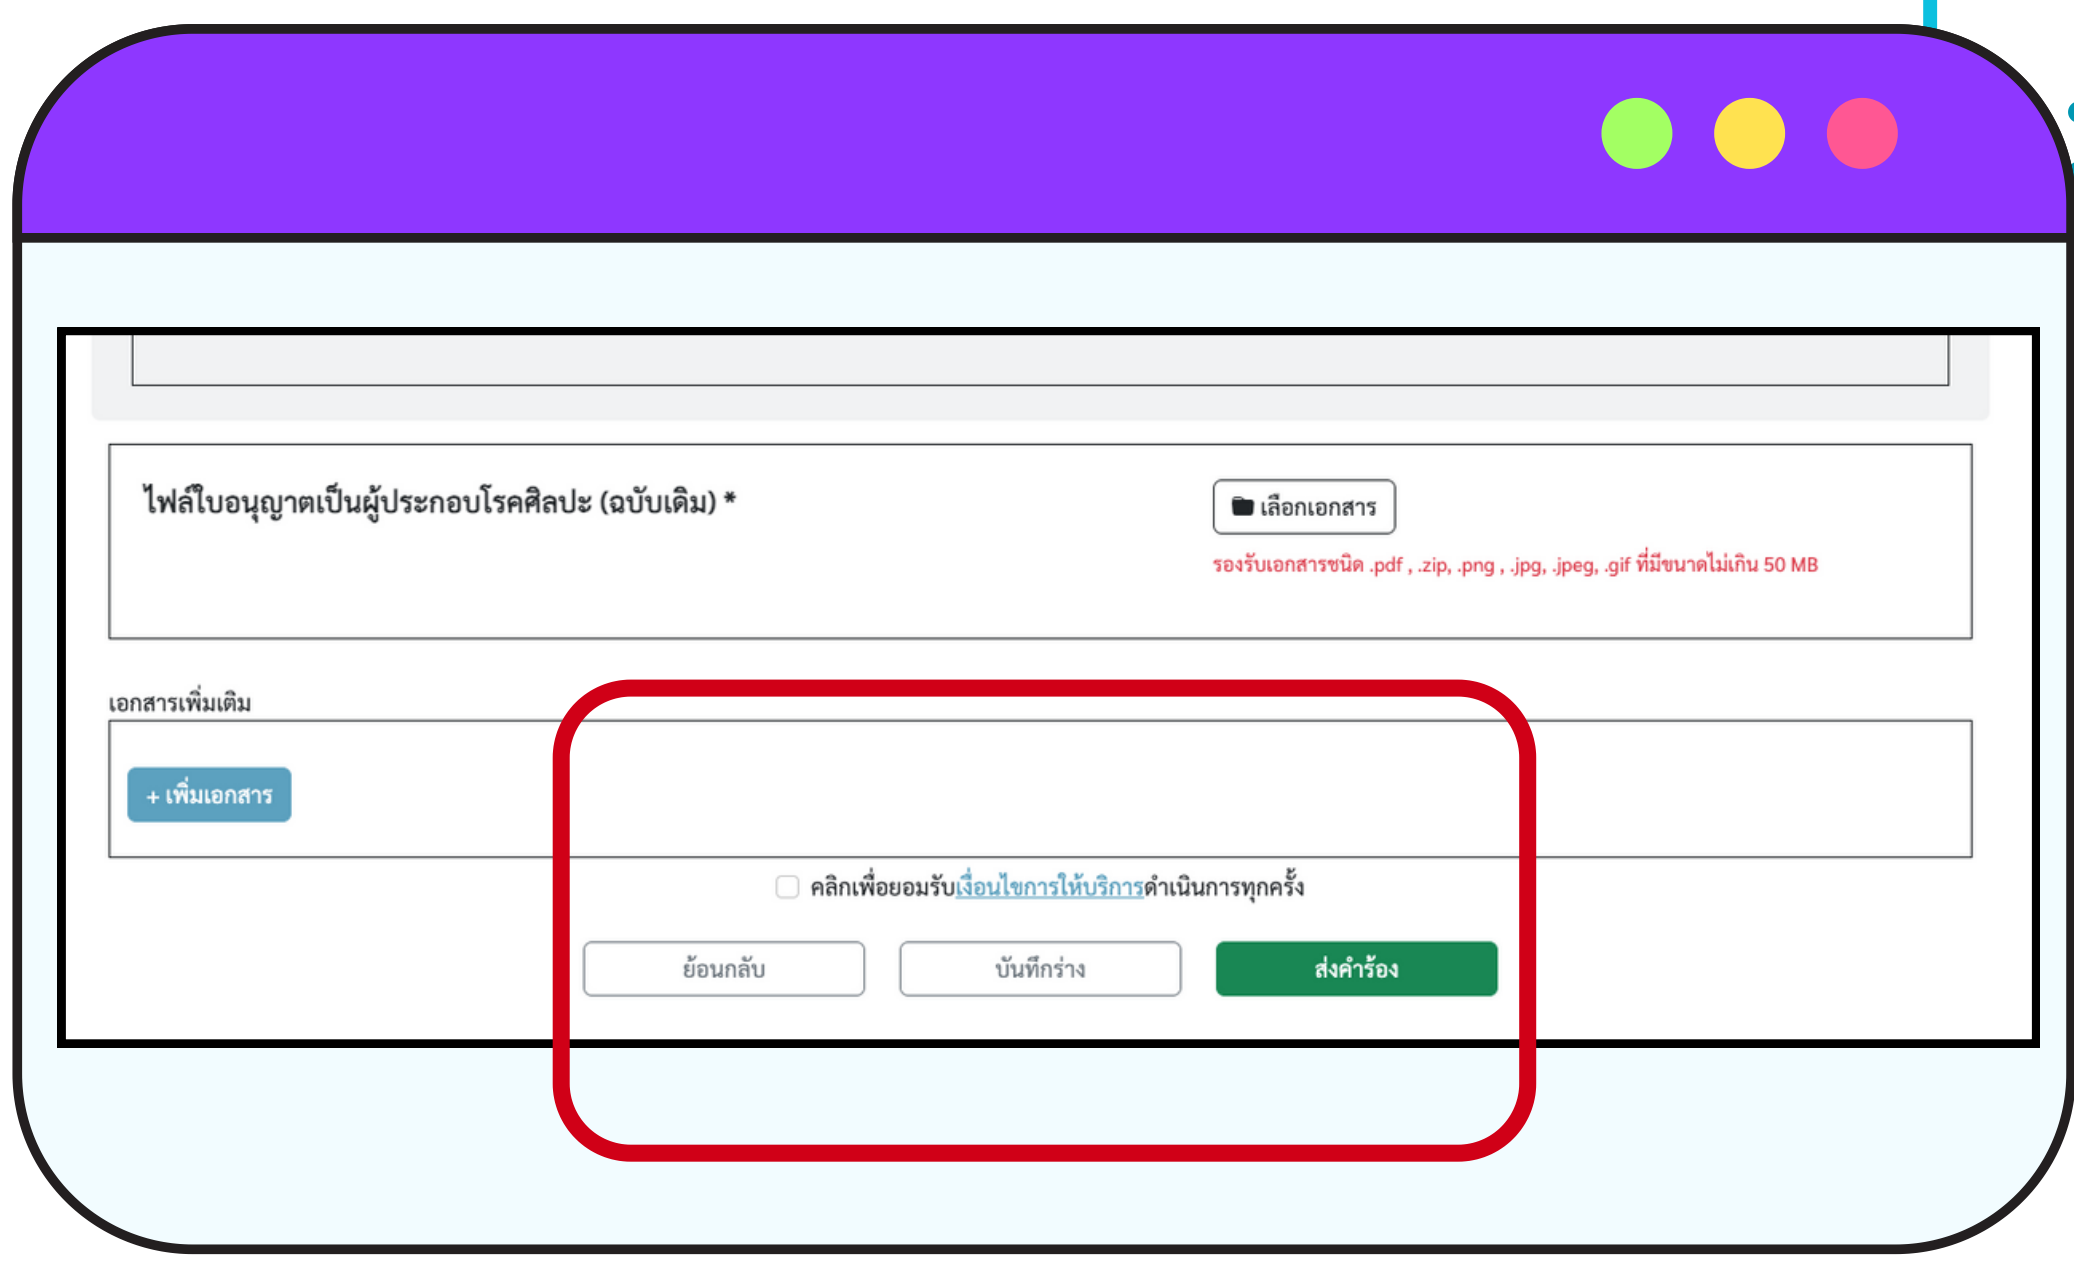 ไฟล์ใบอนุญาตเป็นผู้ประกอบโรคศิลปะ (ฉบับเดิม) *
เลือกเอกสาร
รองรับเอกสารชนิด .pdf , .zip, .png , .jpg, .jpeg, .gif ที่มีขนาดไม่เกิน 50 MB
เอกสารเพิ่มเติม
+ เพิ่มเอกสาร
คลิกเพื่อยอมรับเงื่อนไขการให้บริการดำเนินการทุกครั้ง
ย้อนกลับ
บันทึกร่าง
ส่งคำร้อง